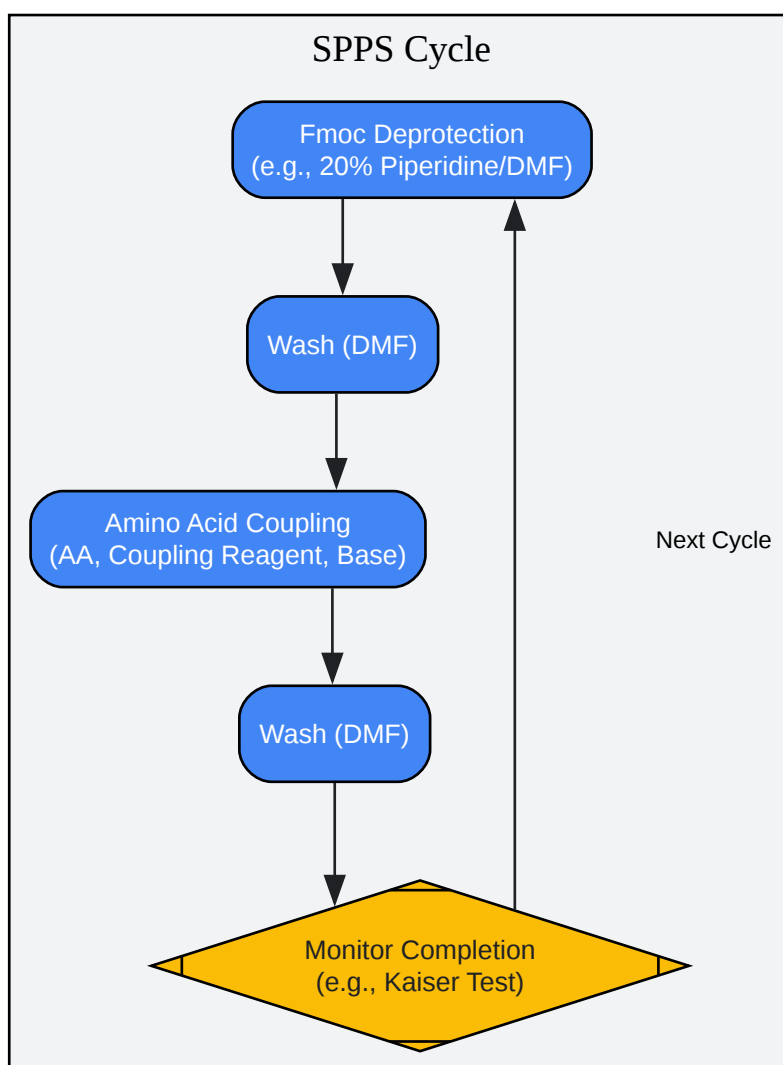 SPPS Cycle
Fmoc Deprotection
(e.g., 20% Piperidine/DMF)
Wash (DMF)
Amino Acid Coupling
(AA, Coupling Reagent, Base)
Next Cycle
Wash (DMF)
Monitor Completion
(e.g., Kaiser Test)